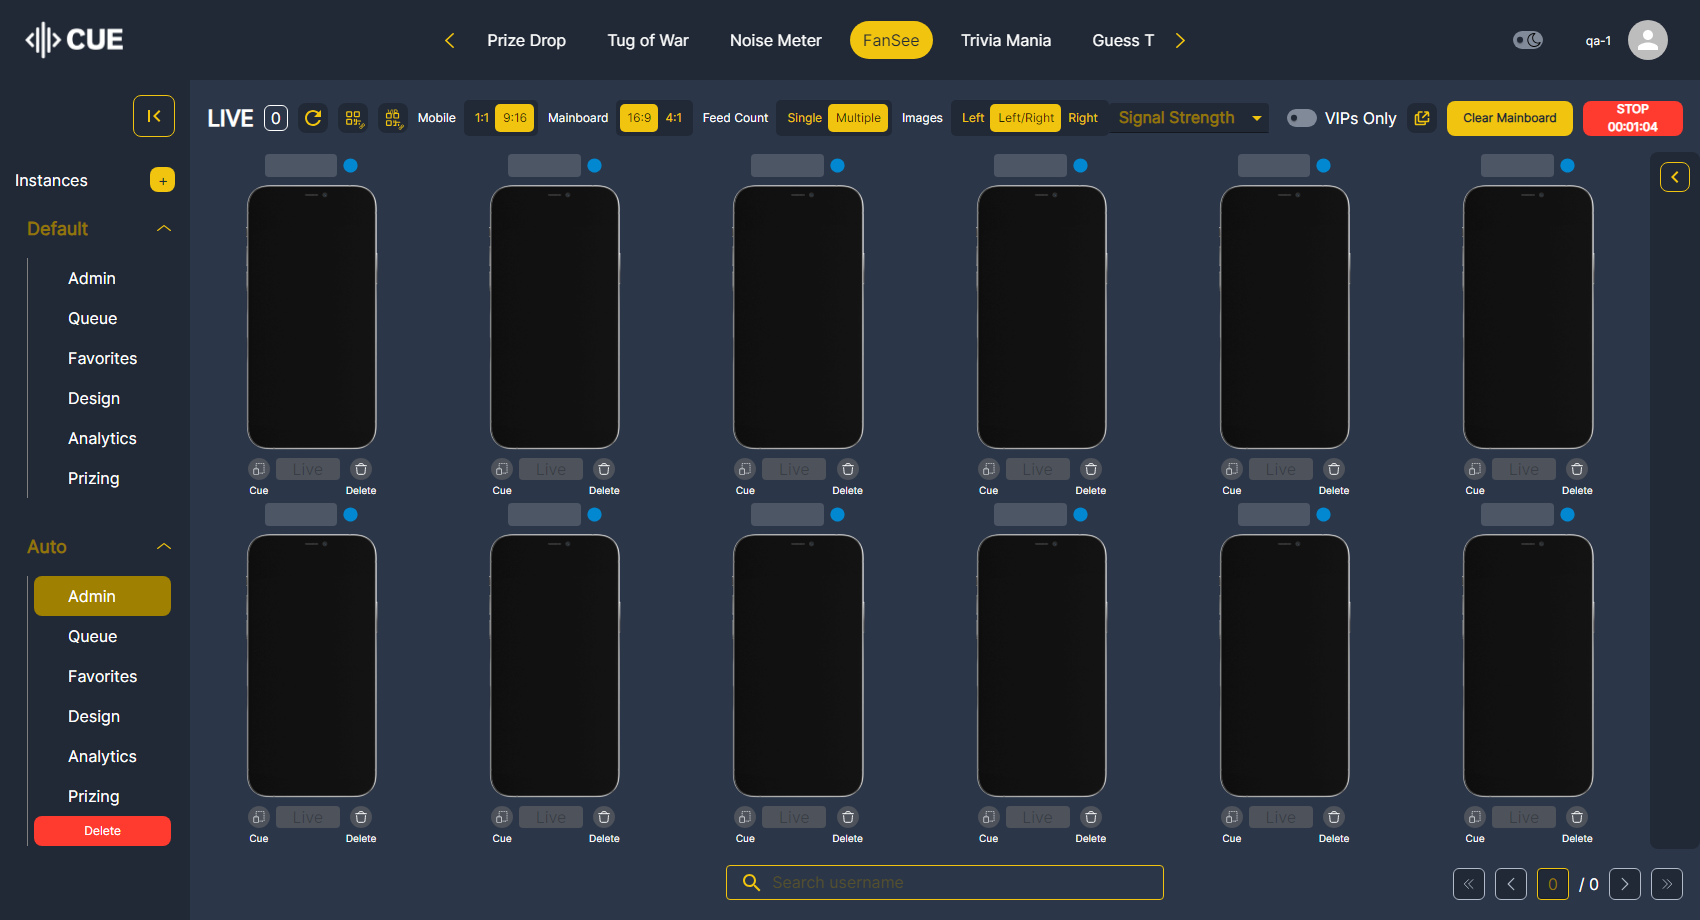 CUE
Prize Drop
Tug of War
Noise Meter
FanSee
Trivia Mania
Guess T
qa-1
LIVE 0
Mobile 1:1 9:16
Mainboard 16:9 4:1
Feed Count Single Multiple
Images Left Left/Right Right
Signal Strength
VIPs Only
Clear Mainboard
STOP
00:01:04
Instances +
Default
Admin
Queue
Favorites
Design
Analytics
Prizing
Auto
Admin
Queue
Favorites
Design
Analytics
Prizing
Delete
Live Live Live Live Live Live
Cue Delete Cue Delete Cue Delete Cue Delete Cue Delete Cue Delete
Live Live Live Live Live Live
Cue Delete Cue Delete Cue Delete Cue Delete Cue Delete Cue Delete
Search username
0 / 0